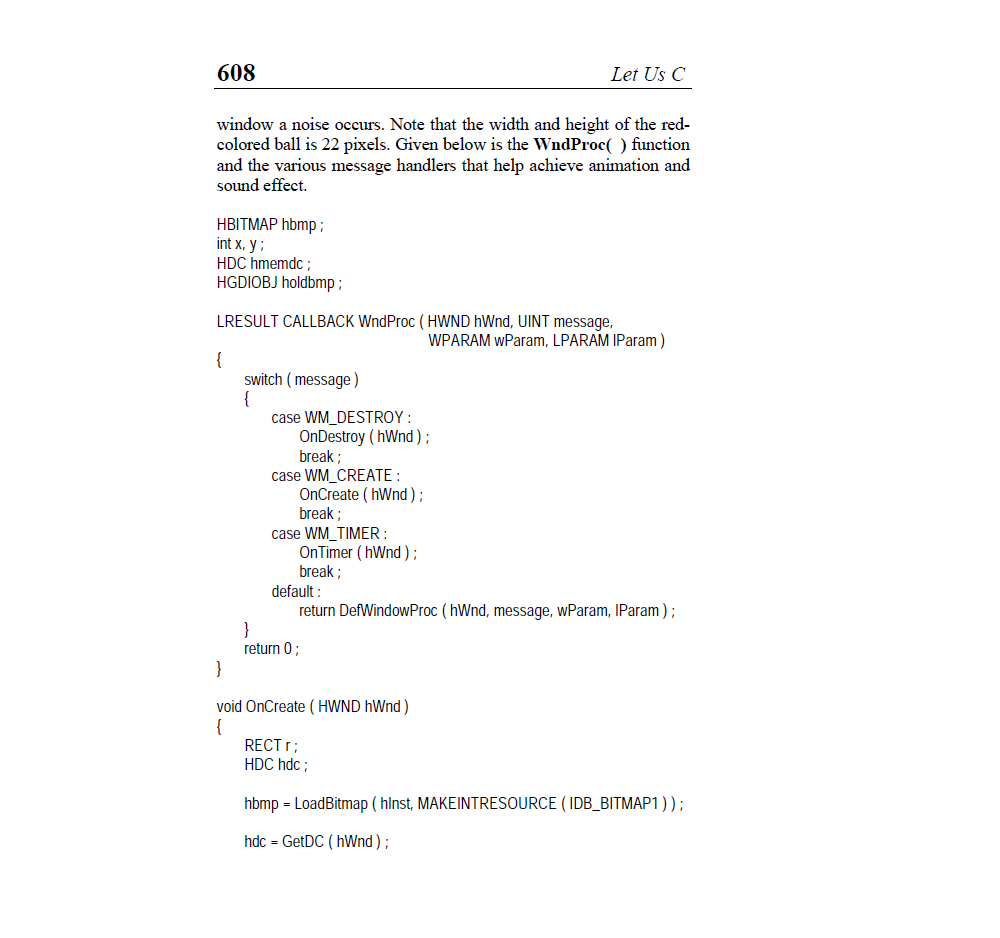 608 Let Us C
window a noise occurs. Note that the width and height of the red-
colored ball is 22 pixels. Given below is the WndProc( ) function
and the various message handlers that help achieve animation and
sound effect.
HBITMAP hbmp ;
int x, y ;
HDC hmemdc ;
HGDIOBJ holdbmp ;
LRESULT CALLBACK WndProc ( HWND hWnd, UINT message,
WPARAM wParam, LPARAM lParam )
{
switch ( message )
{
case WM_DESTROY :
OnDestroy ( hWnd ) ;
break ;
case WM_CREATE :
OnCreate ( hWnd ) ;
break ;
case WM_TIMER :
OnTimer ( hWnd ) ;
break ;
default :
return DefWindowProc ( hWnd, message, wParam, lParam ) ;
}
return 0 ;
}
void OnCreate ( HWND hWnd )
{
RECT r ;
HDC hdc ;
hbmp = LoadBitmap ( hInst, MAKEINTRESOURCE ( IDB_BITMAP1 ) ) ;
hdc = GetDC ( hWnd ) ;